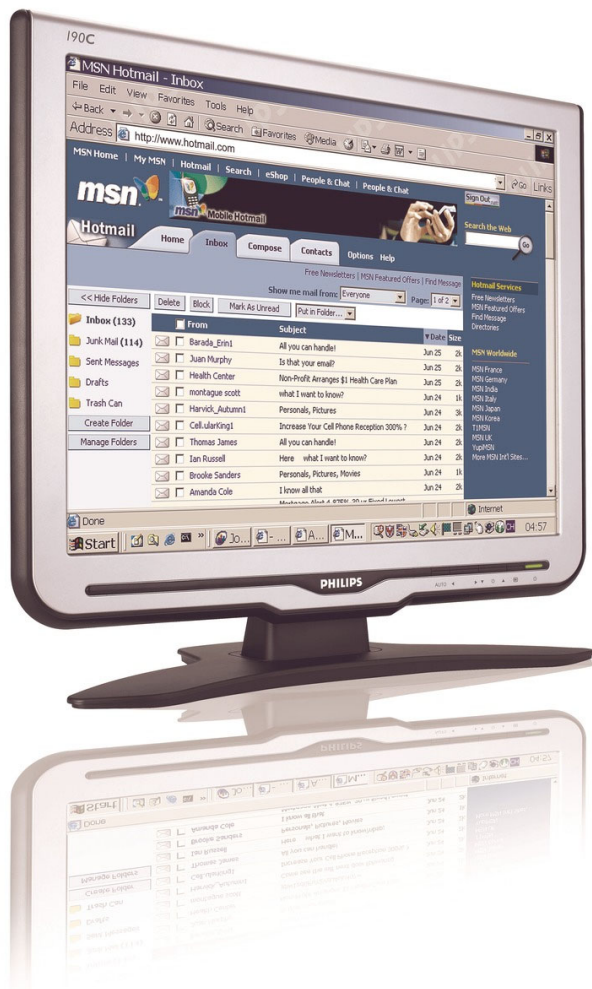 190C
MSN Hotmail - Inbox
File Edit View Favorites Tools Help
Back Search Favorites Media
Address http://www.hotmail.com Go Links
MSN Home | My MSN | Hotmail | Search | eShop | People & Chat | People & Chat
msn
Hotmail
msn Mobile Hotmail
Sign Out.net
Search the Web
Go
Home Inbox Compose Contacts Options Help
Free Newsletters | MSN Featured Offers | Find Message
Show me mail from: Everyone Page: 1 of 2
<< Hide Folders
Delete Block Mark As Unread Put in Folder...
From Subject Date Size
Inbox (133)
Junk Mail (114)
Sent Messages
Drafts
Trash Can
Create Folder
Manage Folders
Barada_Erin1 All you can handle! Jun 25 2k
Juan Murphy Is that your email? Jun 25 2k
Health Center Non-Profit Arranges $1 Health Care Plan Jun 25 2k
montague scott what I want to know? Jun 24 1k
Harvick_Autumn1 Personals, Pictures Jun 24 3k
Cell.ularKing1 Increase Your Cell Phone Reception 300% ? Jun 24 2k
Thomas James All you can handle! Jun 24 2k
Ian Russell Here what I want to know? Jun 24 2k
Brooke Sanders Personals, Pictures, Movies Jun 24 1k
Amanda Cole I know all that Jun 24 2k
Hotmail Services
Free Newsletters
MSN Featured Offers
Find Message
Directories
MSN Worldwide
MSN France
MSN Germany
MSN India
MSN Italy
MSN Japan
MSN Korea
T1MSN
MSN UK
YupiMSN
More MSN Int'l Sites...
Done Internet
Start Jo... - ... A... M... 04:57
PHILIPS
AUTO